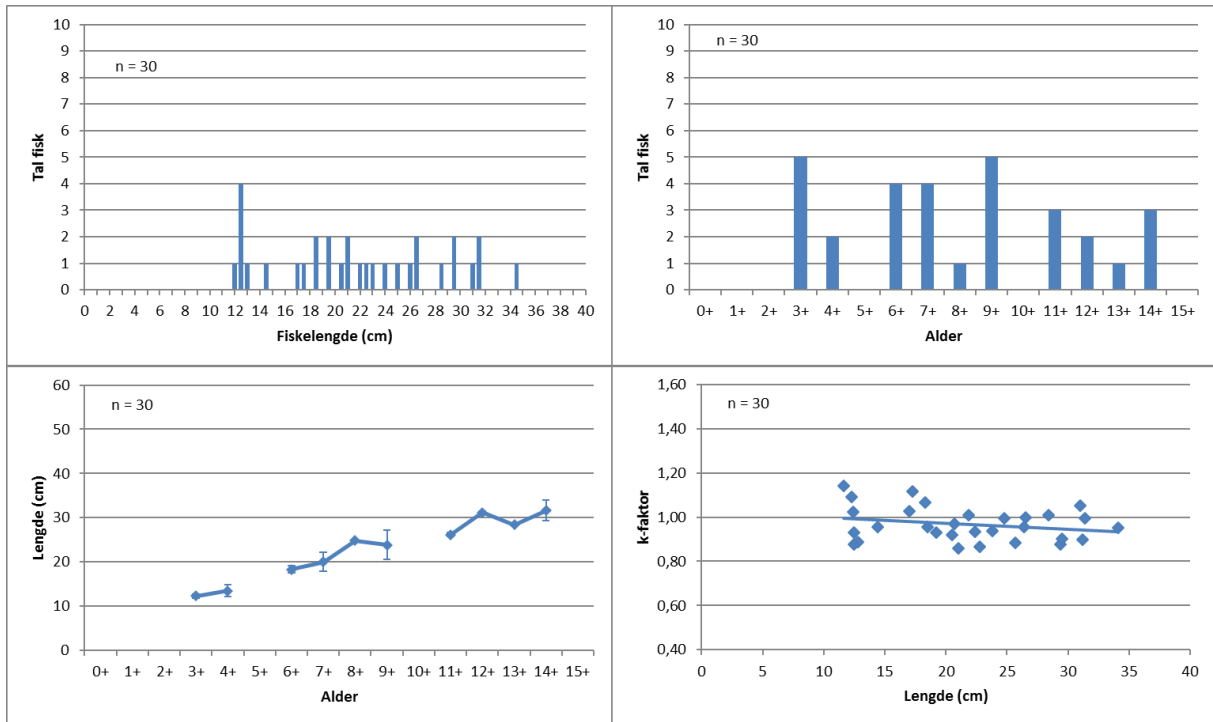 10
9
n = 30
8
7
6
5
4
3
2
1
0
Tal fisk
0 2 4 6 8 10 12 14 16 18 20 22 24 26 28 30 32 34 36 38 40
Fiskelengde (cm)
10
n = 30
9
8
7
6
5
4
3
2
1
0
Tal fisk
0+ 1+ 2+ 3+ 4+ 5+ 6+ 7+ 8+ 9+ 10+ 11+ 12+ 13+ 14+ 15+
Alder
60
n = 30
50
40
30
20
10
0
Lengde (cm)
0+ 1+ 2+ 3+ 4+ 5+ 6+ 7+ 8+ 9+ 10+ 11+ 12+ 13+ 14+ 15+
Alder
1,60
n = 30
1,40
1,20
1,00
0,80
0,60
0,40
k-faktor
0 5 10 15 20 25 30 35 40
Lengde (cm)